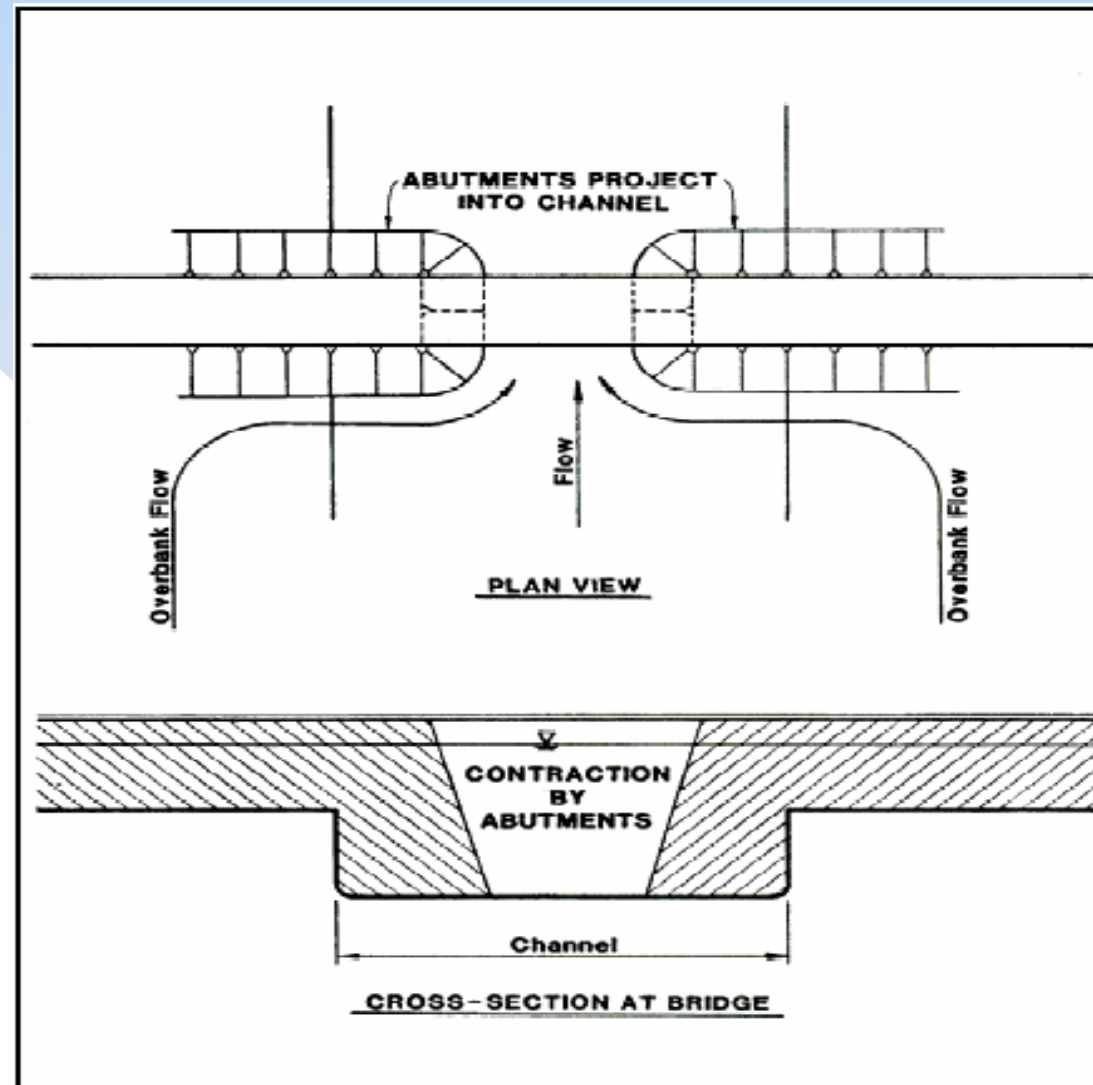 ABUTMENTS PROJECT
INTO CHANNEL
Overbank Flow
Flow
Overbank Flow
PLAN VIEW
CONTRACTION
BY
ABUTMENTS
Channel
CROSS-SECTION AT BRIDGE